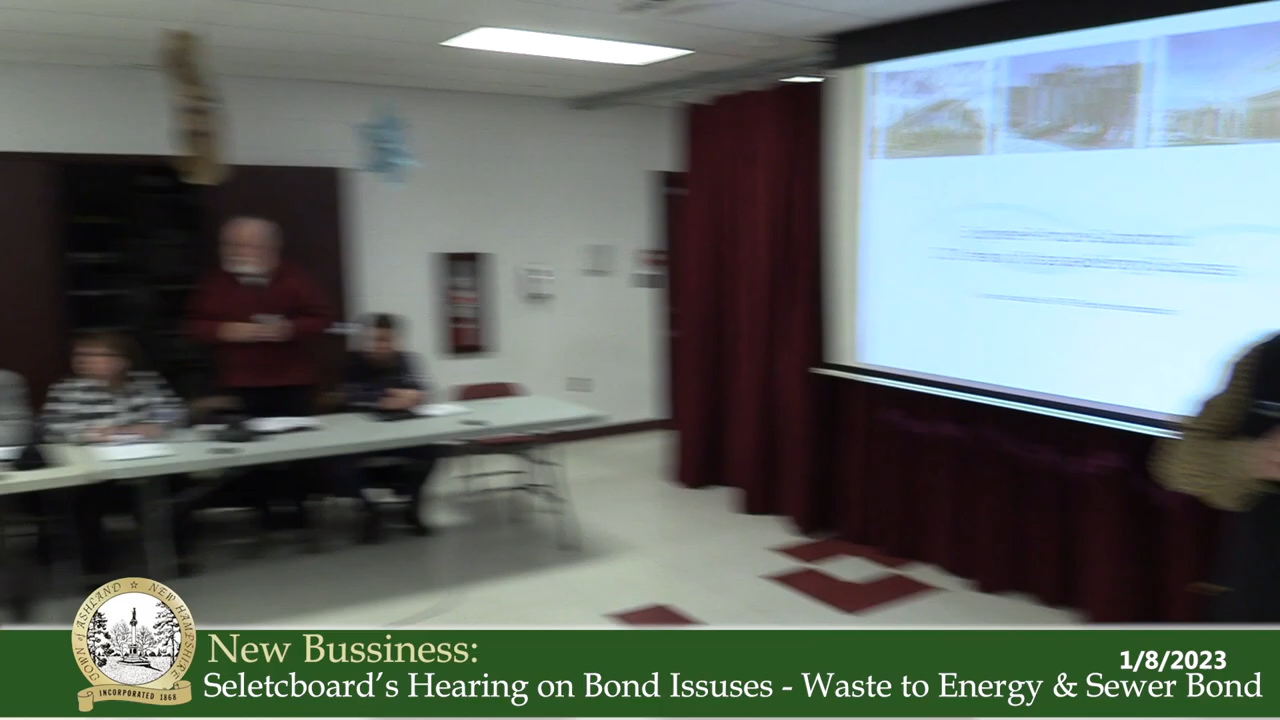 TOWN of ASHLAND ☆ NEW HAMPSHIRE
INCORPORATED 1868
New Bussiness:
1/8/2023
Seletcboard's Hearing on Bond Issuses - Waste to Energy & Sewer Bond